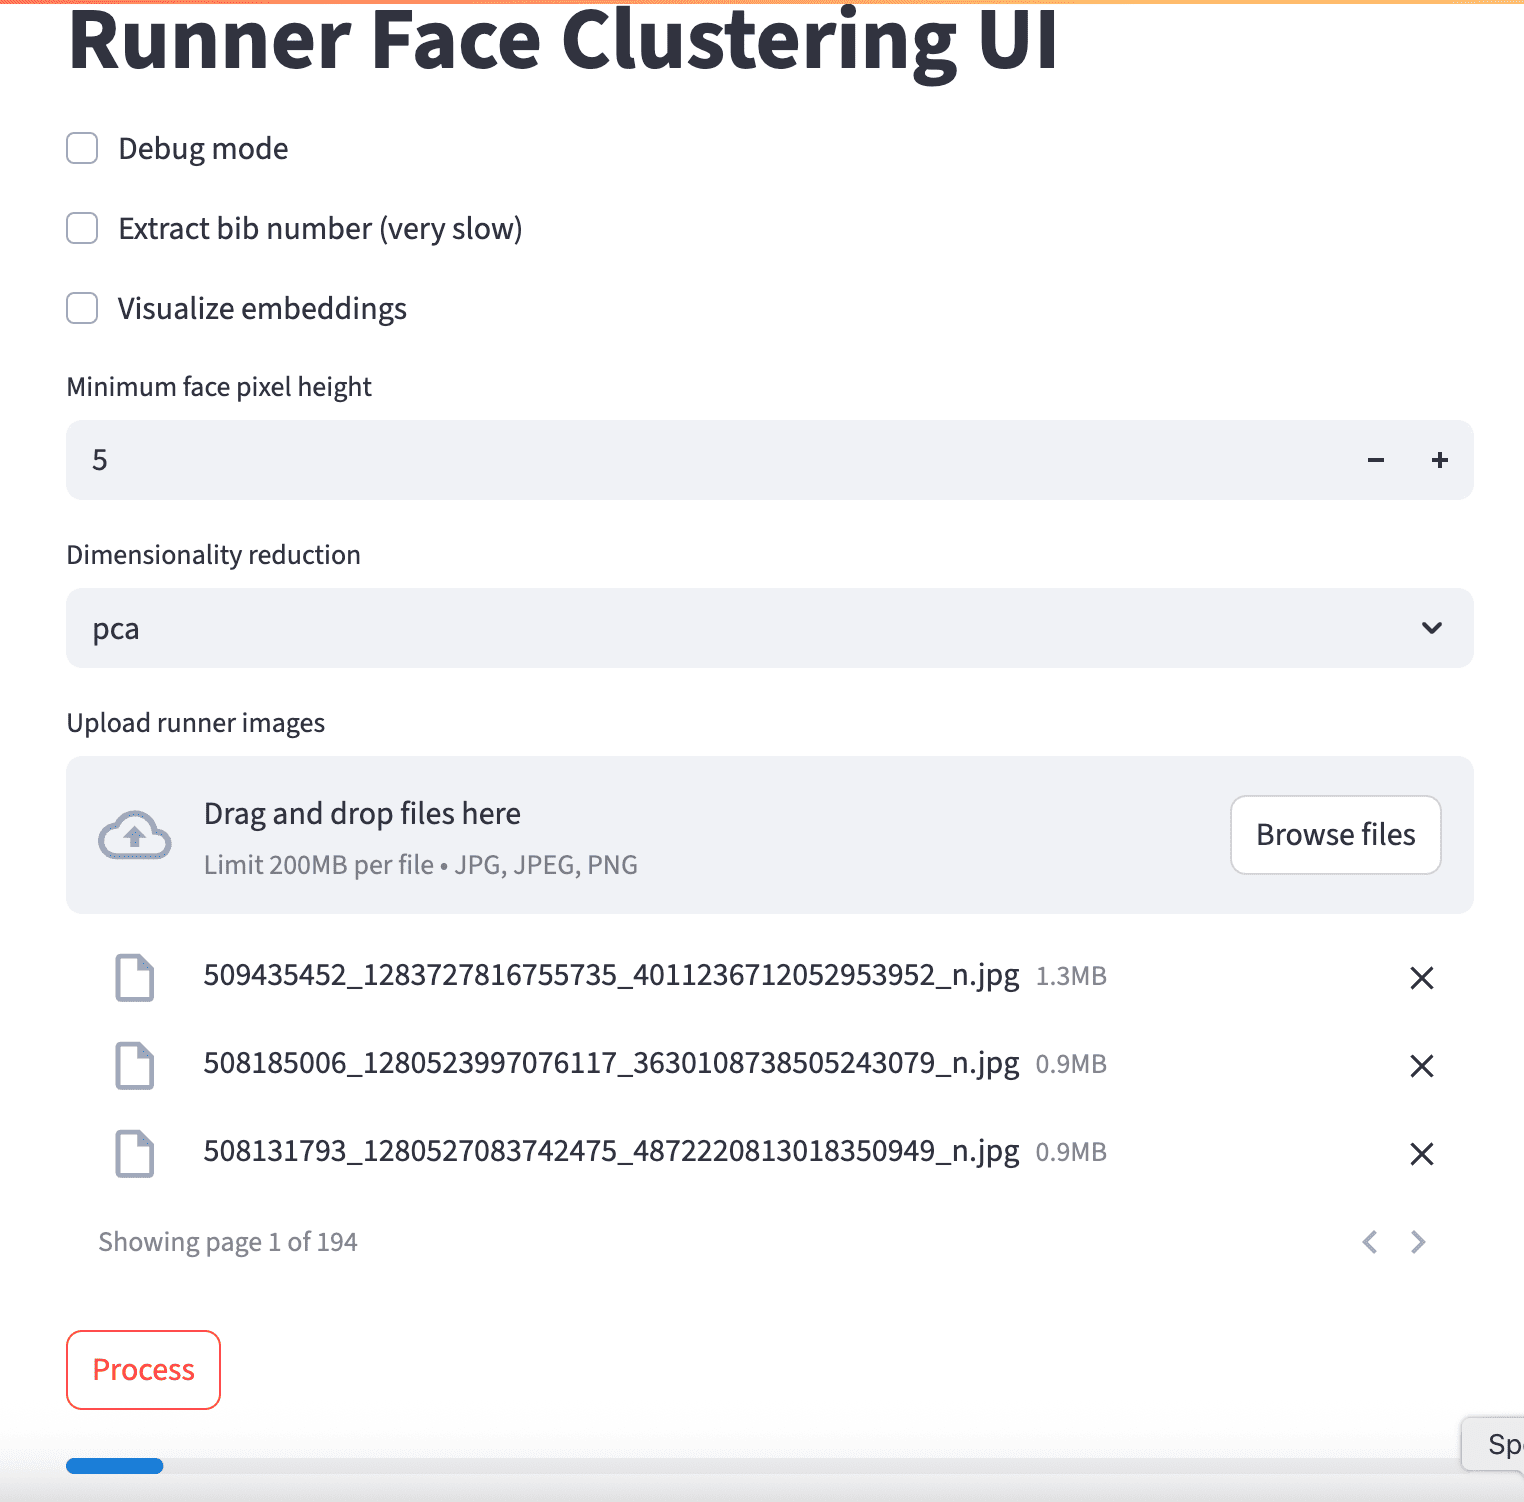 Runner Face Clustering UI
Debug mode
Extract bib number (very slow)
Visualize embeddings
Minimum face pixel height
5
Dimensionality reduction
pca
Upload runner images
Drag and drop files here
Limit 200MB per file • JPG, JPEG, PNG
Browse files
509435452_1283727816755735_4011236712052953952_n.jpg 1.3MB
508185006_1280523997076117_3630108738505243079_n.jpg 0.9MB
508131793_1280527083742475_4872220813018350949_n.jpg 0.9MB
Showing page 1 of 194
Process